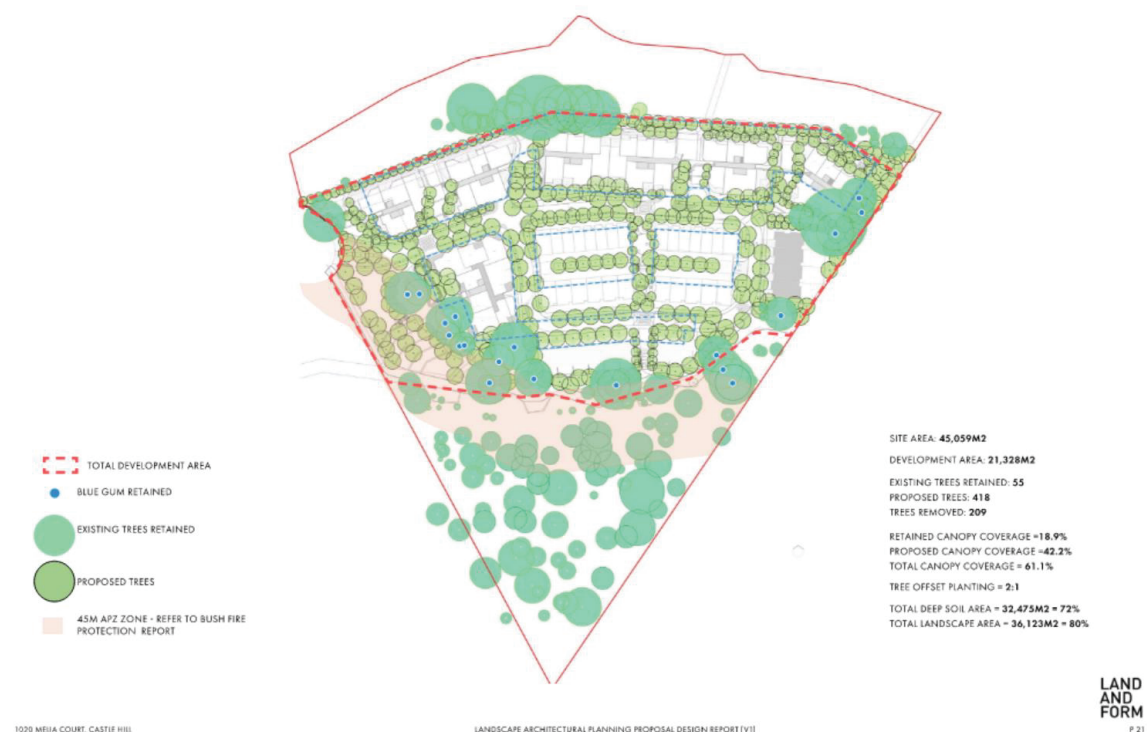 SITE AREA: 45,059M2
DEVELOPMENT AREA: 21,328M2
EXISTING TREES RETAINED: 55
PROPOSED TREES: 418
TREES REMOVED: 209
RETAINED CANOPY COVERAGE =18.9%
PROPOSED CANOPY COVERAGE =42.2%
TOTAL CANOPY COVERAGE = 61.1%
TREE OFFSET PLANTING = 2:1
TOTAL DEEP SOIL AREA = 32,475M2 = 72%
TOTAL LANDSCAPE AREA = 36,123M2 = 80%
TOTAL DEVELOPMENT AREA
BLUE GUM RETAINED
EXISTING TREES RETAINED
PROPOSED TREES
45M APZ ZONE - REFER TO BUSH FIRE
PROTECTION REPORT
LAND
AND
FORM
COURT, CASTLE HILL
LANDSCAPE ARCHITECTURAL PLANNING PROPOSAL DESIGN REPORT [V1]
P 21